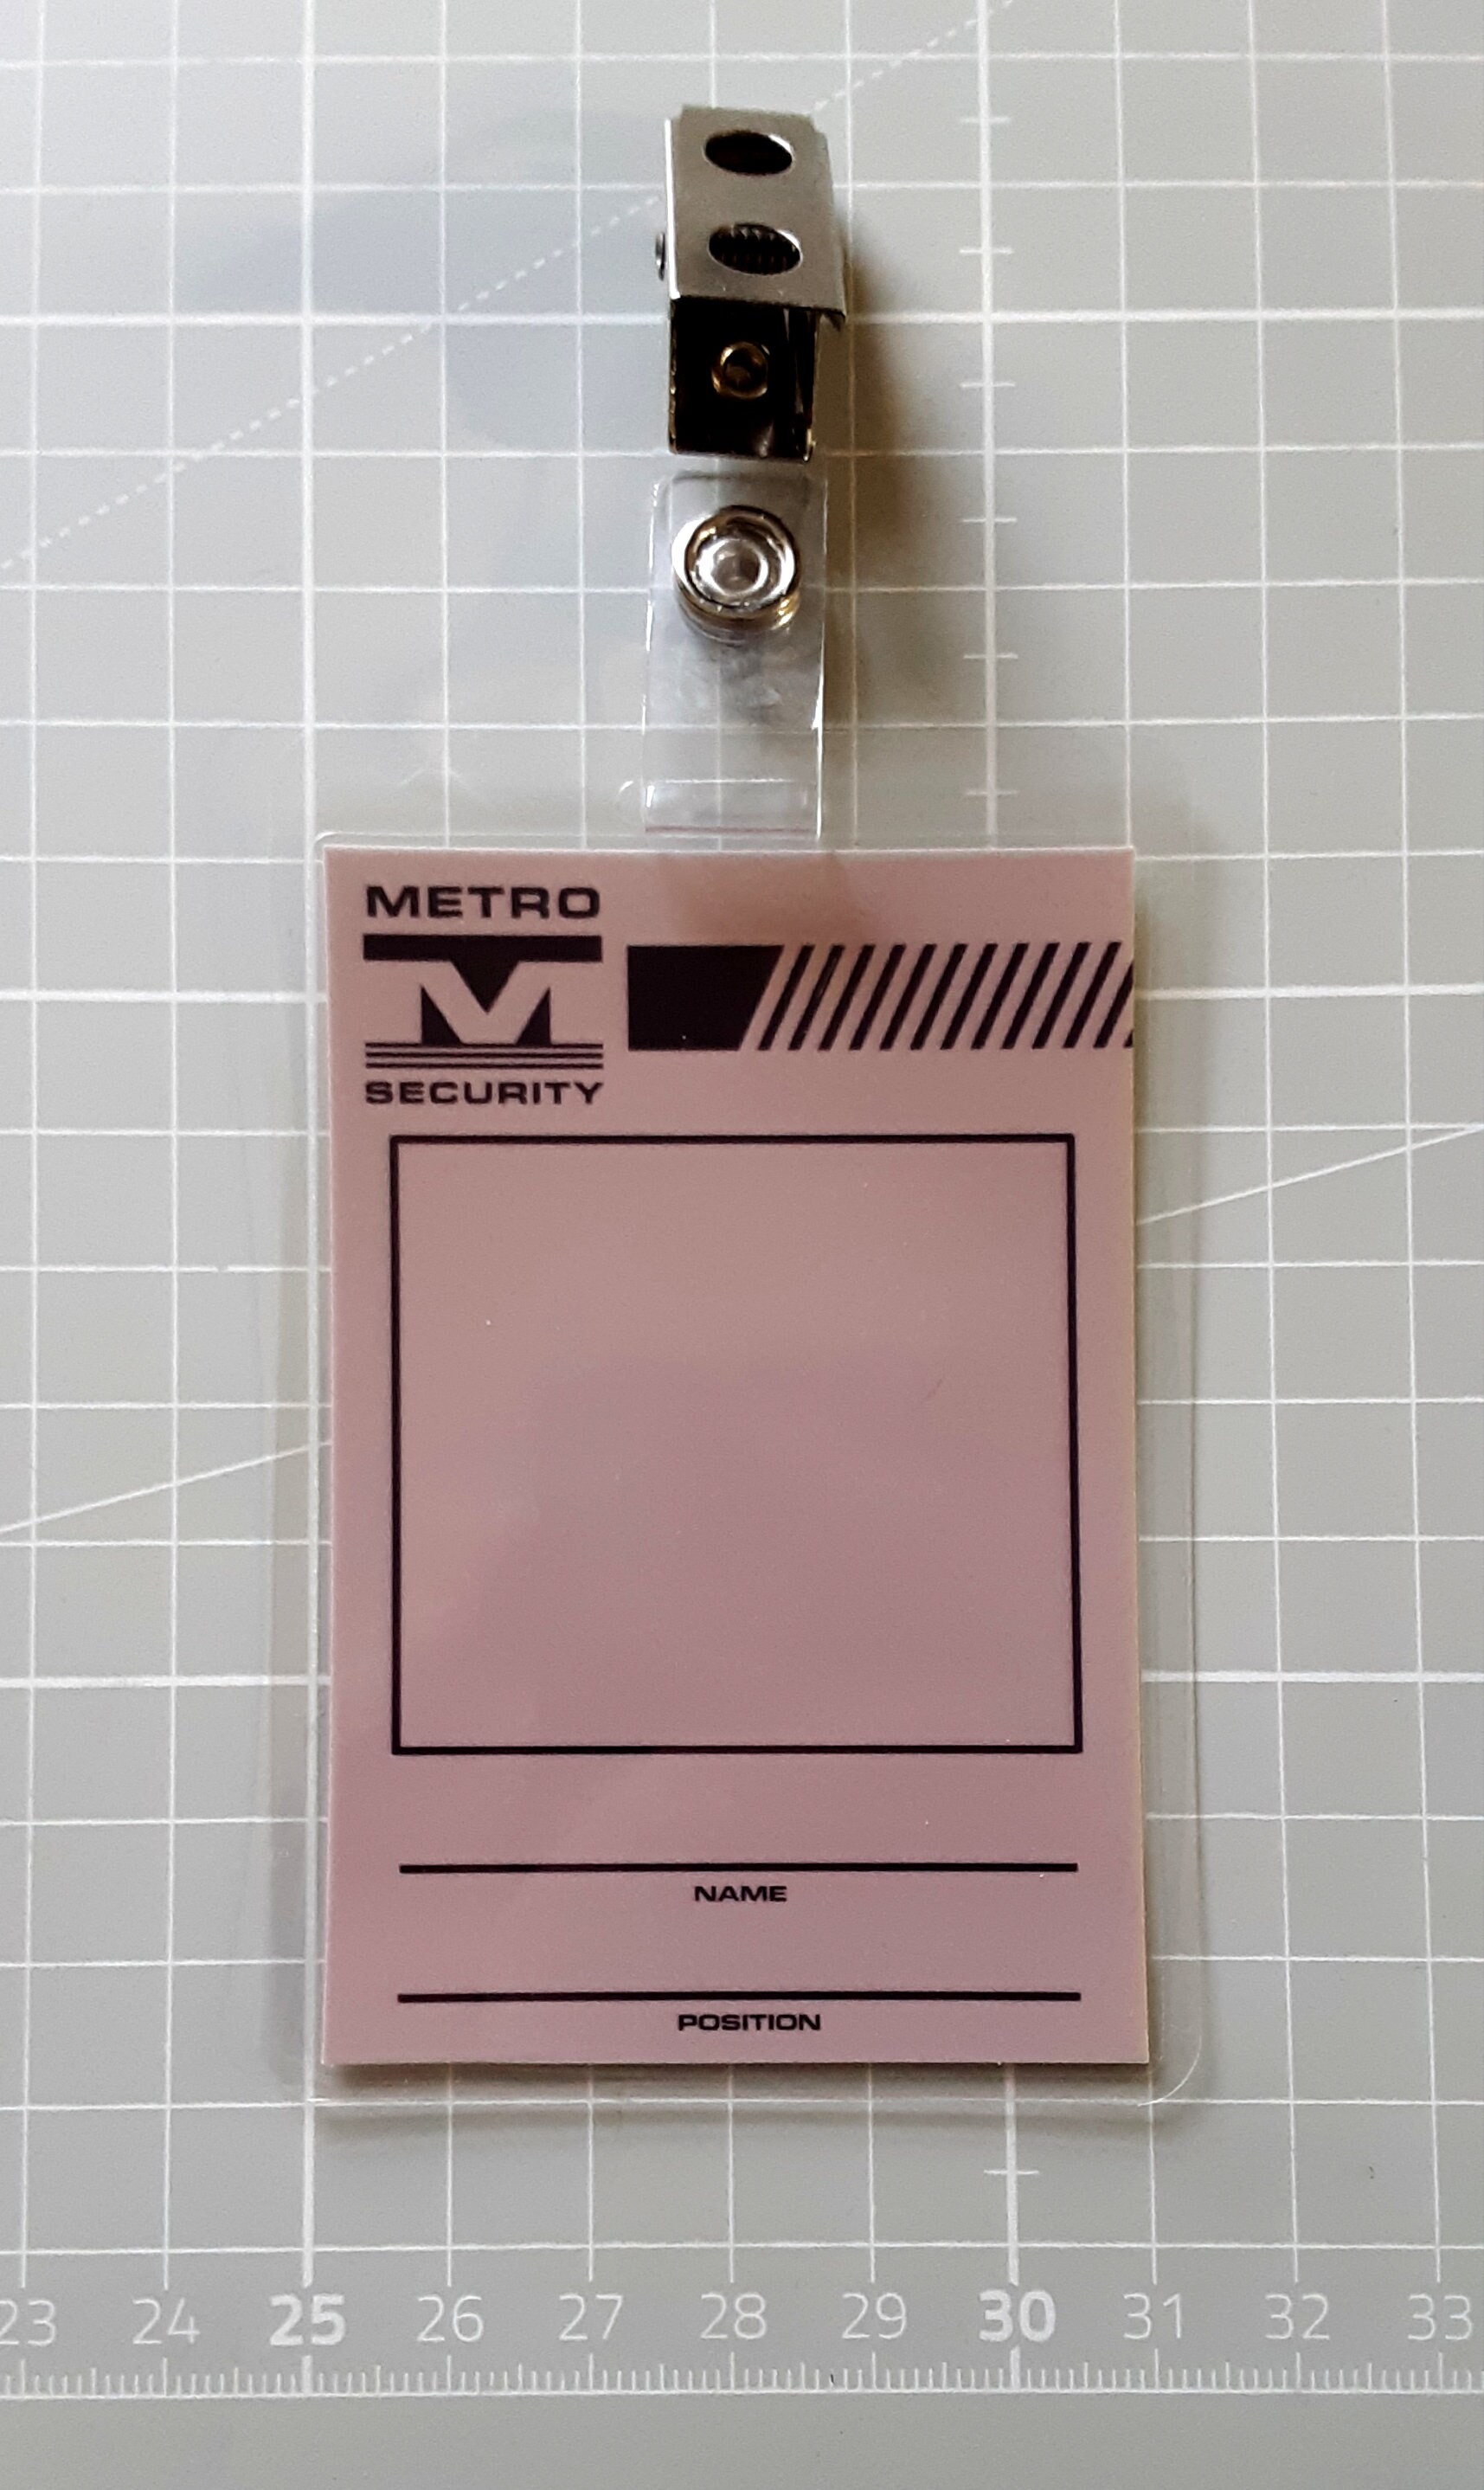 METRO
M
SECURITY
NAME
POSITION
23 24 25 26 27 28 29 30 31 32 33